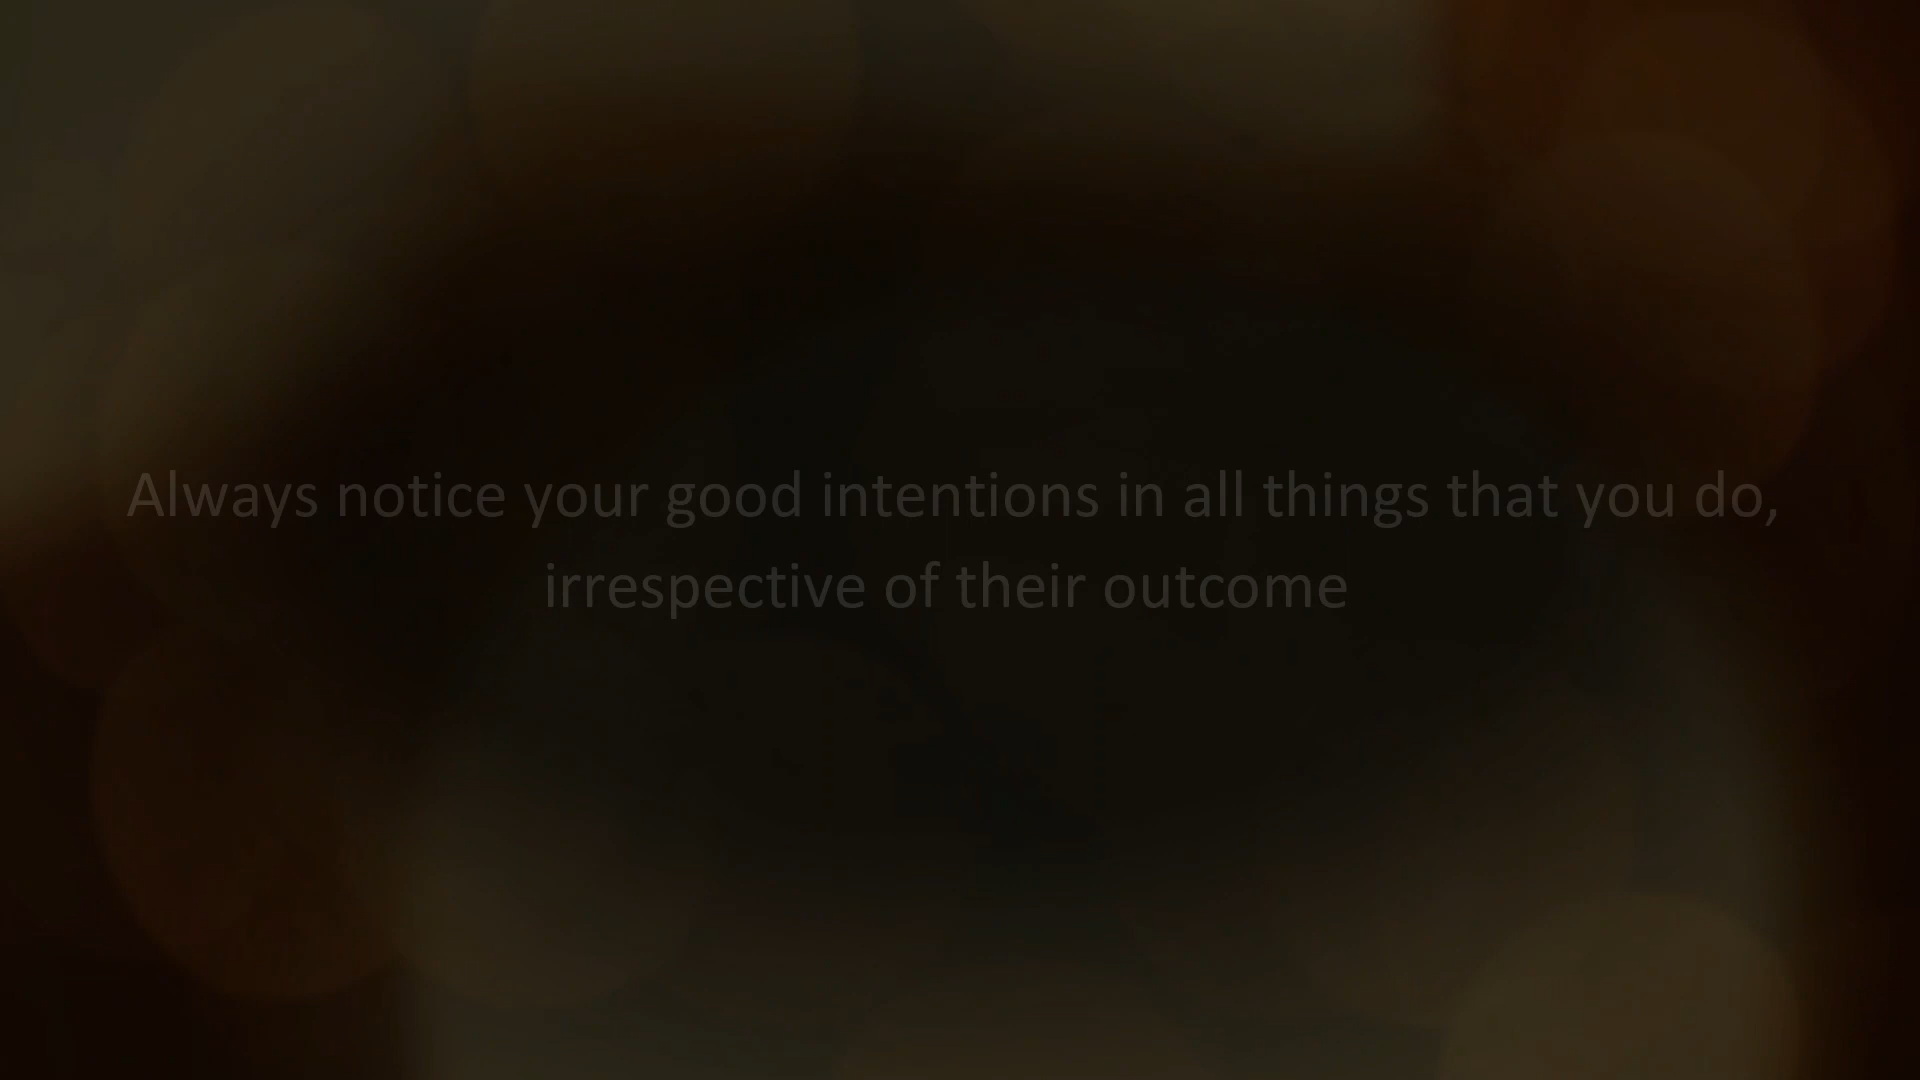 Always notice your good intentions in all things that you do,
irrespective of their outcome